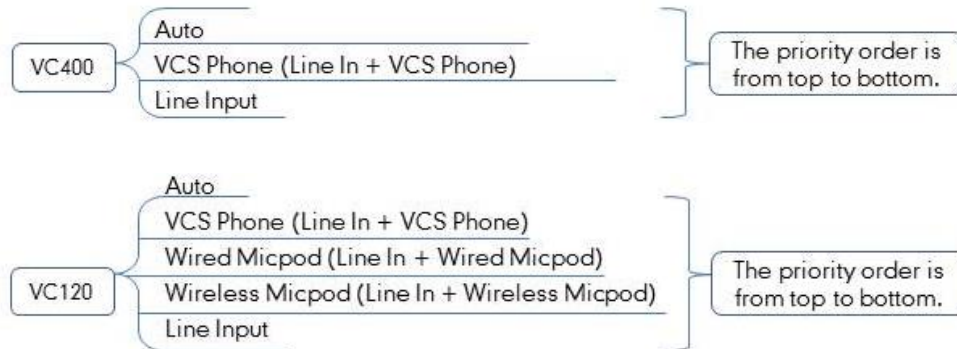 VC400
Auto
VCS Phone (Line In + VCS Phone)
Line Input
The priority order is
from top to bottom.
VC120
Auto
VCS Phone (Line In + VCS Phone)
Wired Micpod (Line In + Wired Micpod)
Wireless Micpod (Line In + Wireless Micpod)
Line Input
The priority order is
from top to bottom.